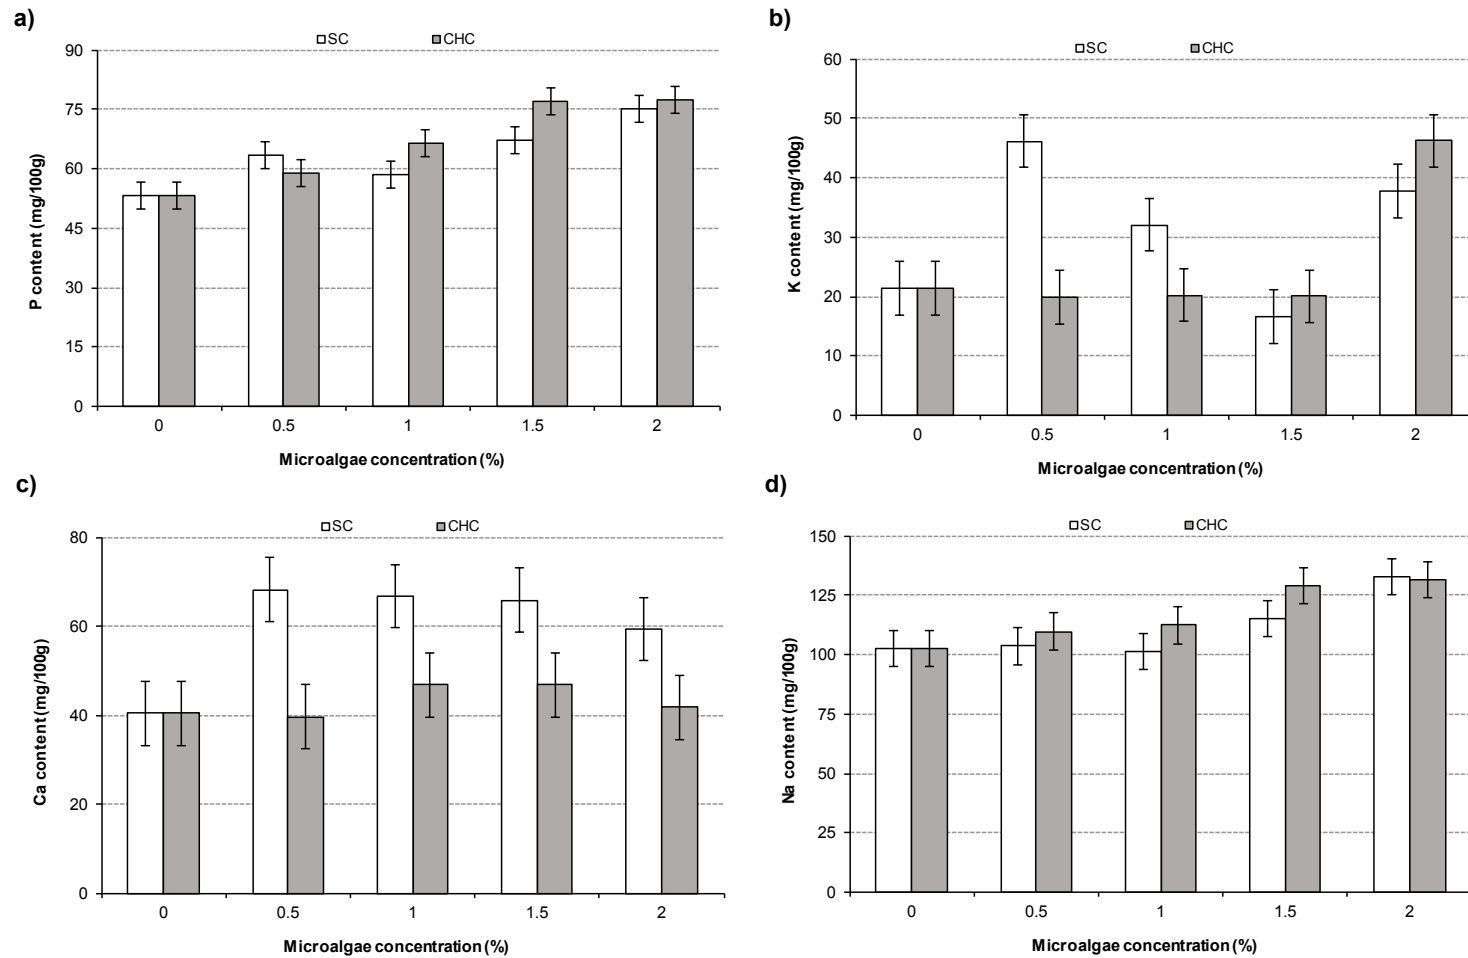 a)
SC CHC
90
75
60
45
30
15
0
P content (mg/100g)
0 0.5 1 1.5 2
Microalgae concentration (%)
b)
SC CHC
60
50
40
30
20
10
0
K content (mg/100g)
0 0.5 1 1.5 2
Microalgae concentration (%)
c)
SC CHC
80
60
40
20
0
Ca content (mg/100g)
0 0.5 1 1.5 2
Microalgae concentration (%)
d)
SC CHC
150
125
100
75
50
25
0
Na content (mg/100g)
0 0.5 1 1.5 2
Microalgae concentration (%)